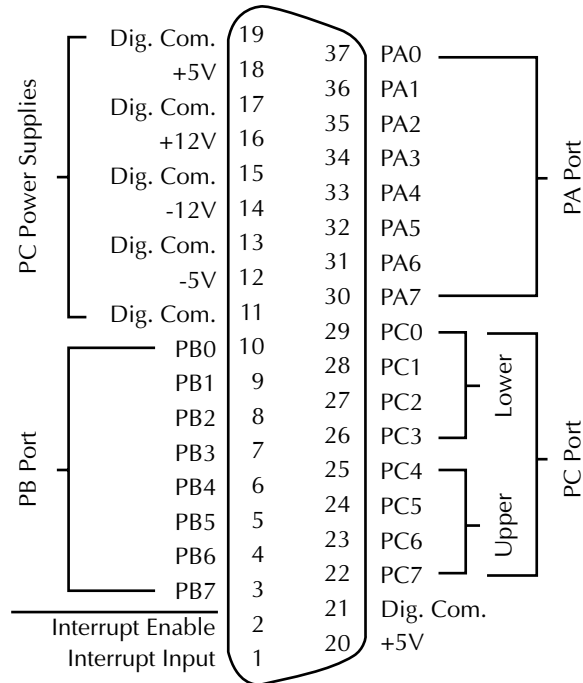 PC Power Supplies
Dig. Com. 19
+5V 18
Dig. Com. 17
+12V 16
Dig. Com. 15
-12V 14
Dig. Com. 13
-5V 12
Dig. Com. 11
PB Port
PB0 10
PB1 9
PB2 8
PB3 7
PB4 6
PB5 5
PB6 4
PB7 3
Interrupt Enable 2
Interrupt Input 1
37 PA0
36 PA1
35 PA2
34 PA3
33 PA4
32 PA5
31 PA6
30 PA7
PA Port
29 PC0
28 PC1
27 PC2
26 PC3
Lower
25 PC4
24 PC5
23 PC6
22 PC7
Upper
PC Port
21 Dig. Com.
20 +5V